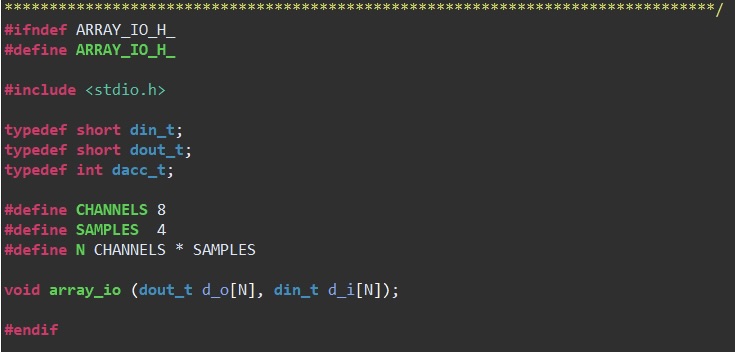 *******************************************************************************/
#ifndef ARRAY_IO_H_
#define ARRAY_IO_H_
#include <stdio.h>
typedef short din_t;
typedef short dout_t;
typedef int dacc_t;
#define CHANNELS 8
#define SAMPLES  4
#define N CHANNELS * SAMPLES
void array_io (dout_t d_o[N], din_t d_i[N]);
#endif